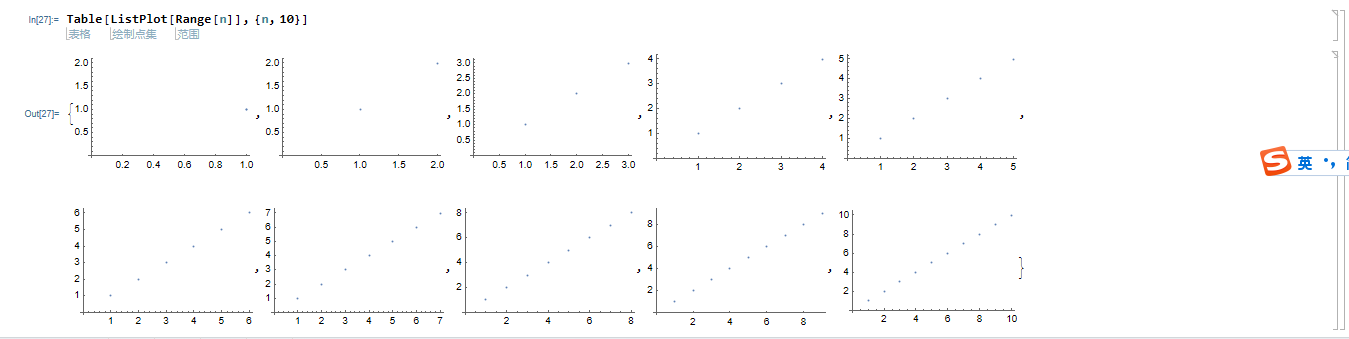 In[27]:= Table[ListPlot[Range[n]], {n, 10}]
表格 绘制点集 范围
2.0 2.0 3.0 4 5
1.5 1.5 2.5 4
Out[27]= { 1.0 , 1.0 , 2.0 , 3 , 3 ,
0.5 0.5 1.5 2 2
1.0 1 1
0.5
0.2 0.4 0.6 0.8 1.0 0.5 1.0 1.5 2.0 0.5 1.0 1.5 2.0 2.5 3.0 1 2 3 4 1 2 3 4 5
英 •,
6 7 8 8 10
5 6 6 6 8
4 5 4 4 6
3 , 4 , 2 , 2 , 4 }
2 3 2
1 2
1
1 2 3 4 5 6 1 2 3 4 5 6 7 2 4 6 8 2 4 6 8 2 4 6 8 10